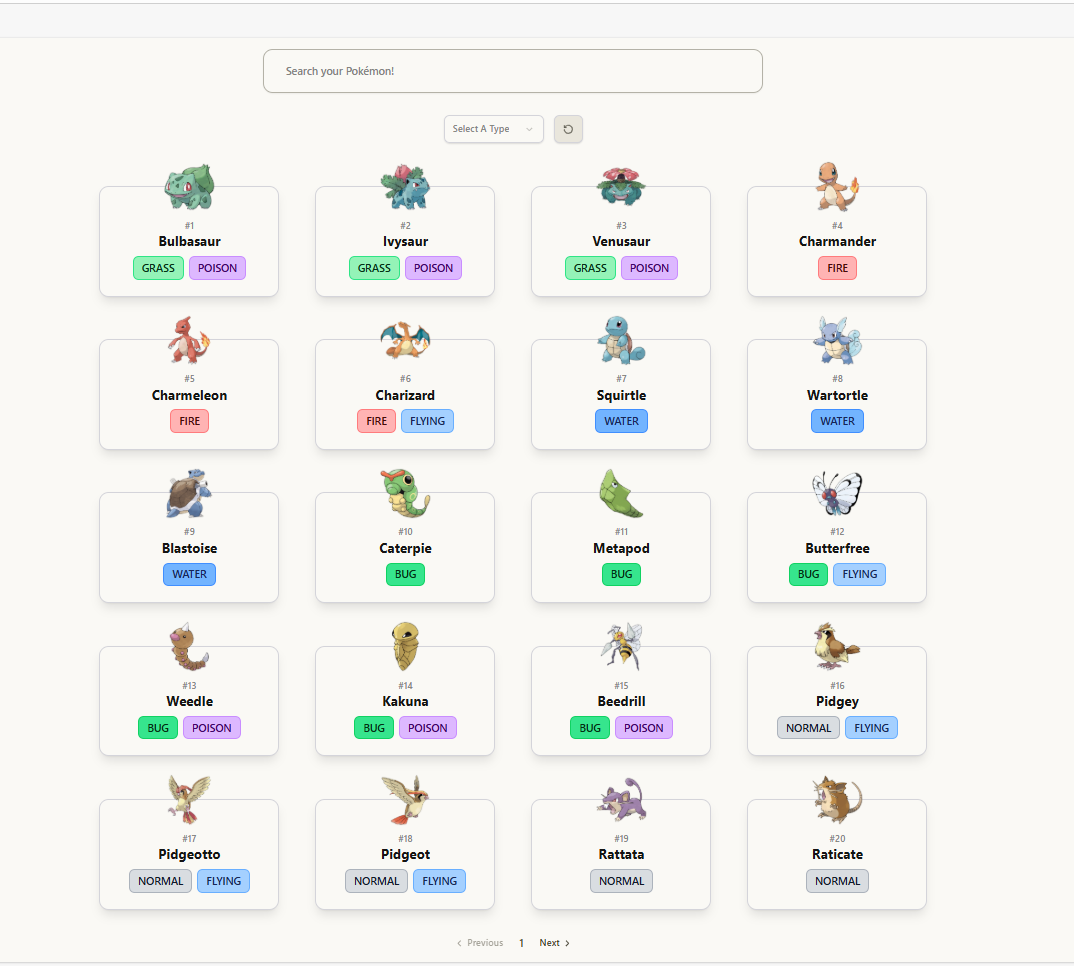 Search your Pokémon!
Select A Type
#1 #2 #3 #4
Bulbasaur Ivysaur Venusaur Charmander
GRASS POISON GRASS POISON GRASS POISON FIRE
#5 #6 #7 #8
Charmeleon Charizard Squirtle Wartortle
FIRE FIRE FLYING WATER WATER
#9 #10 #11 #12
Blastoise Caterpie Metapod Butterfree
WATER BUG BUG BUG FLYING
#13 #14 #15 #16
Weedle Kakuna Beedrill Pidgey
BUG POISON BUG POISON BUG POISON NORMAL FLYING
#17 #18 #19 #20
Pidgeotto Pidgeot Rattata Raticate
NORMAL FLYING NORMAL FLYING NORMAL NORMAL
Previous 1 Next